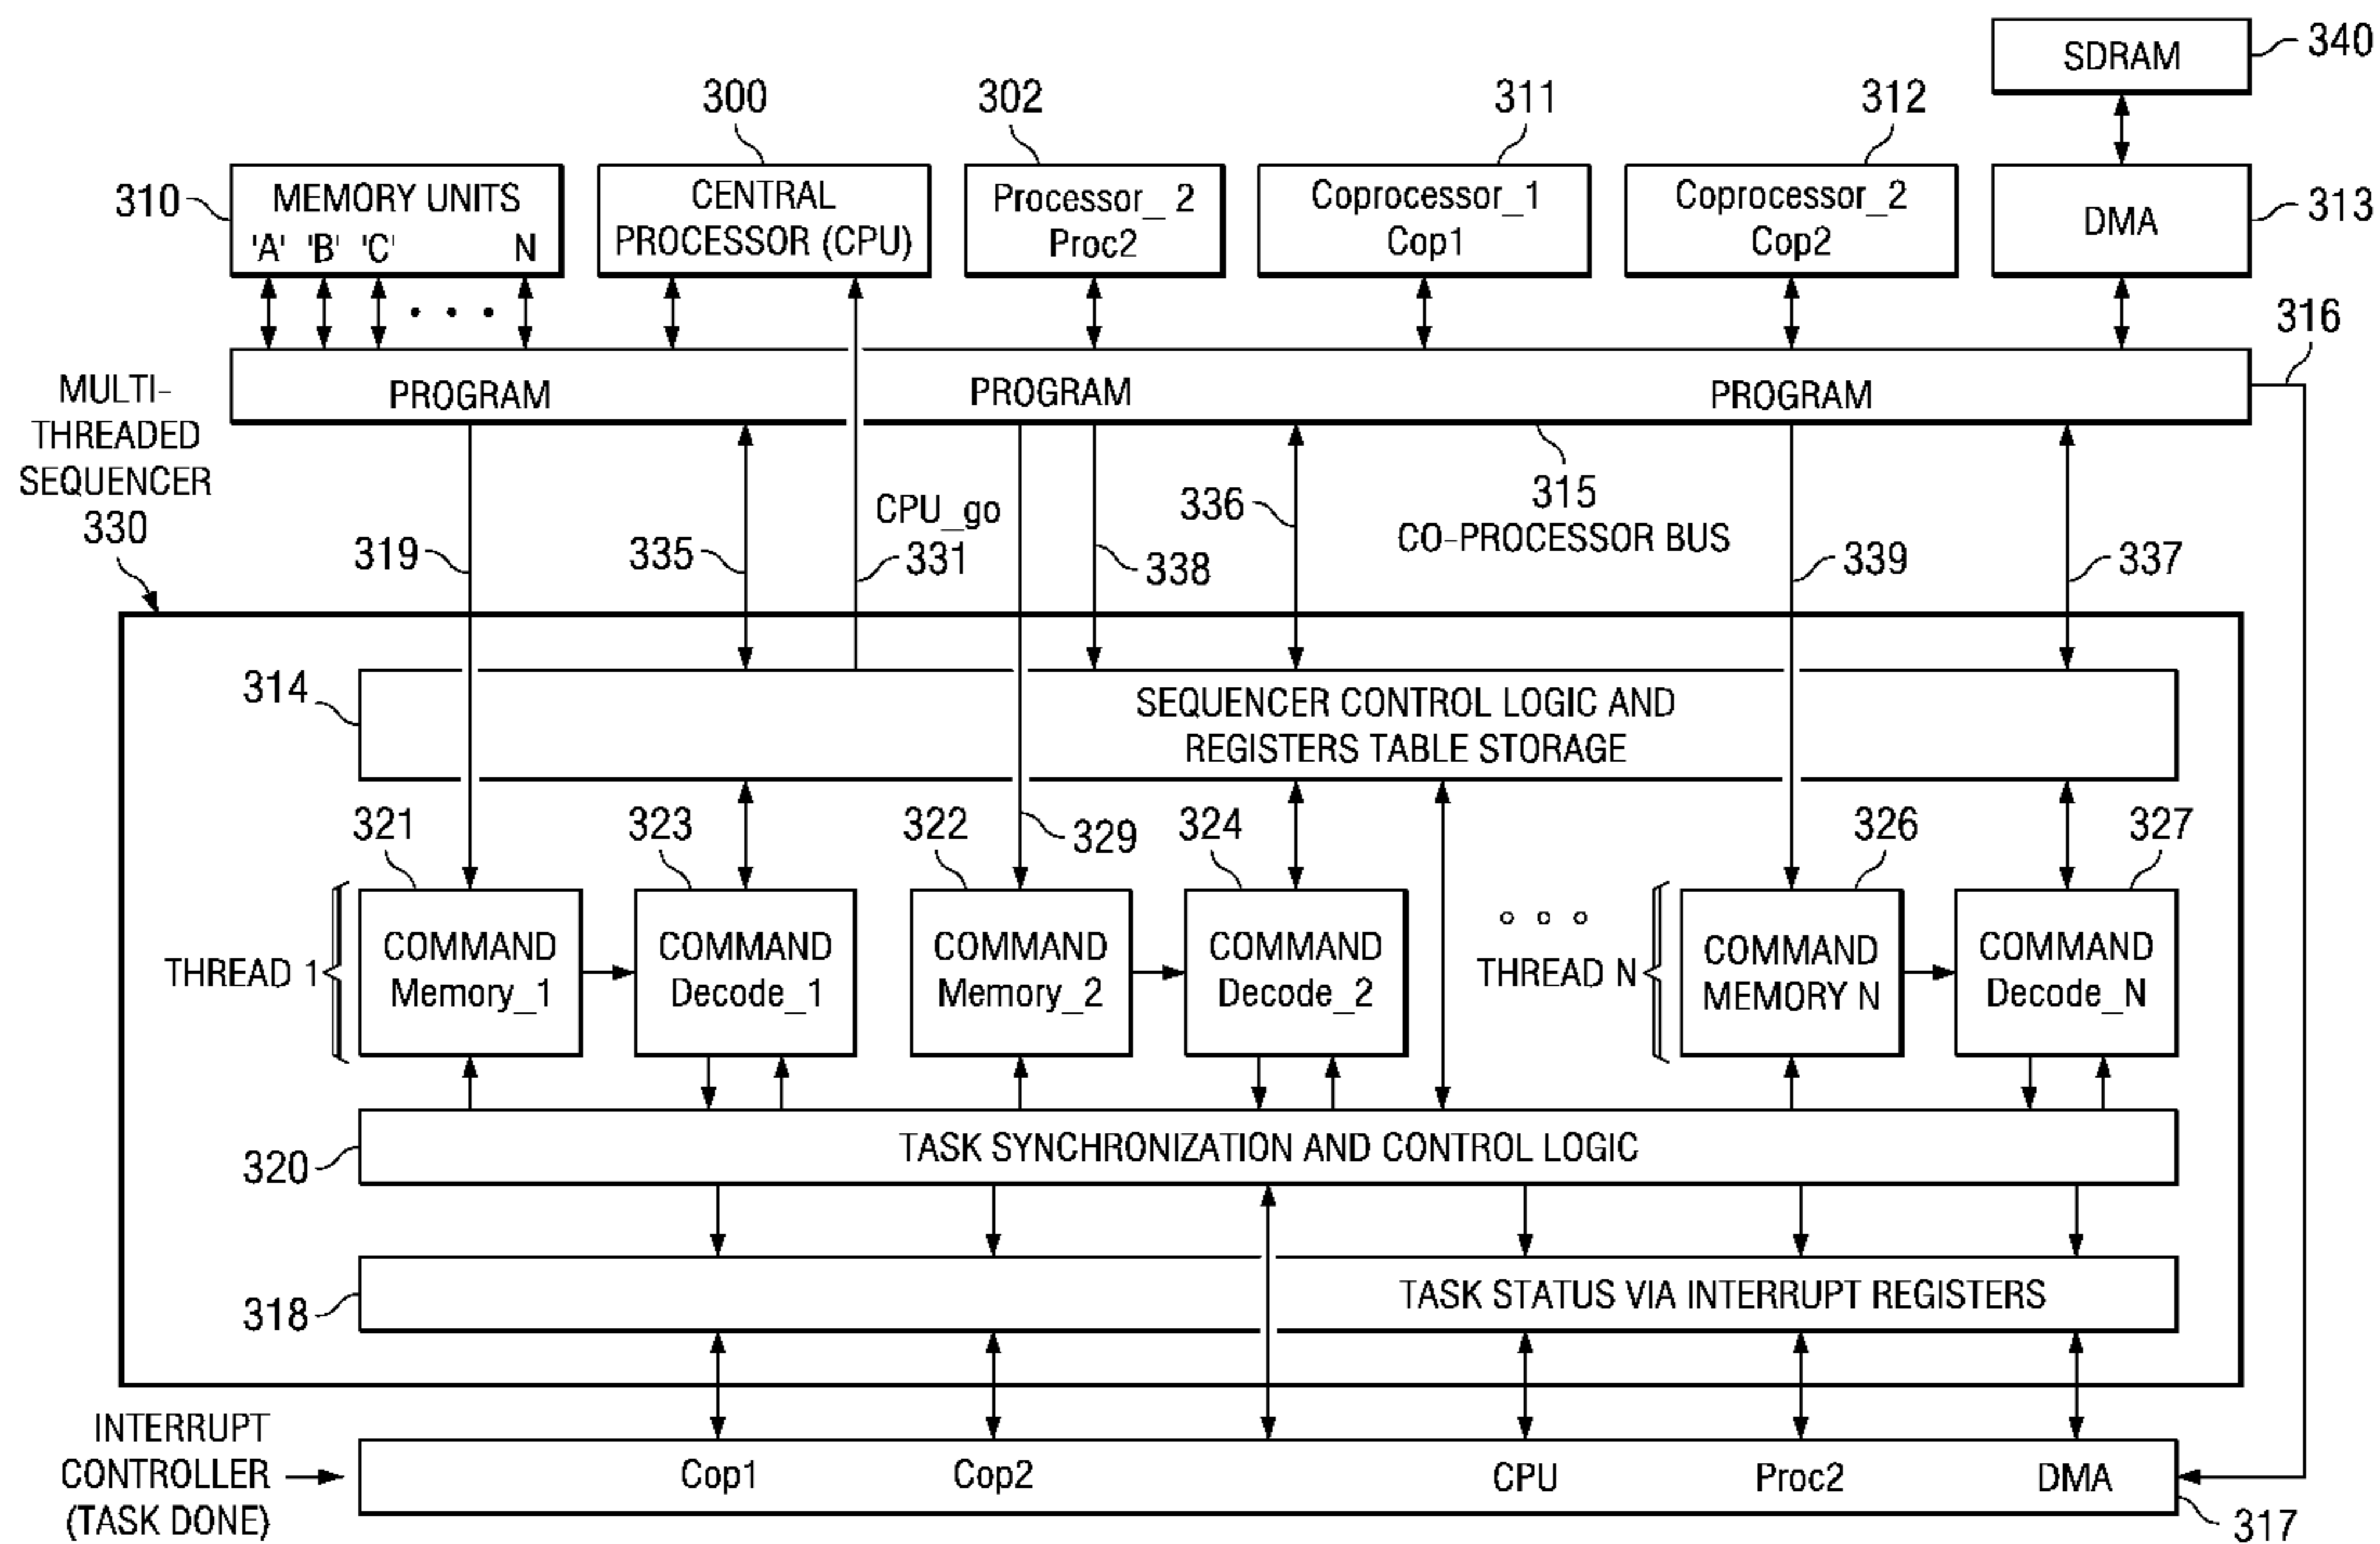 SDRAM
340
300
302
311
312
310
MEMORY UNITS
'A' 'B' 'C' N
CENTRAL
PROCESSOR (CPU)
Processor_ 2
Proc2
Coprocessor_1
Cop1
Coprocessor_2
Cop2
DMA
313
316
PROGRAM
PROGRAM
PROGRAM
MULTI-
THREADED
SEQUENCER
330
319
335
CPU_go
331
338
336
315
CO-PROCESSOR BUS
339
337
314
SEQUENCER CONTROL LOGIC AND
REGISTERS TABLE STORAGE
321
323
322
329
324
326
327
THREAD 1
COMMAND
Memory_1
COMMAND
Decode_1
COMMAND
Memory_2
COMMAND
Decode_2
THREAD N
COMMAND
MEMORY N
COMMAND
Decode_N
320
TASK SYNCHRONIZATION AND CONTROL LOGIC
318
TASK STATUS VIA INTERRUPT REGISTERS
INTERRUPT
CONTROLLER
(TASK DONE)
Cop1
Cop2
CPU
Proc2
DMA
317